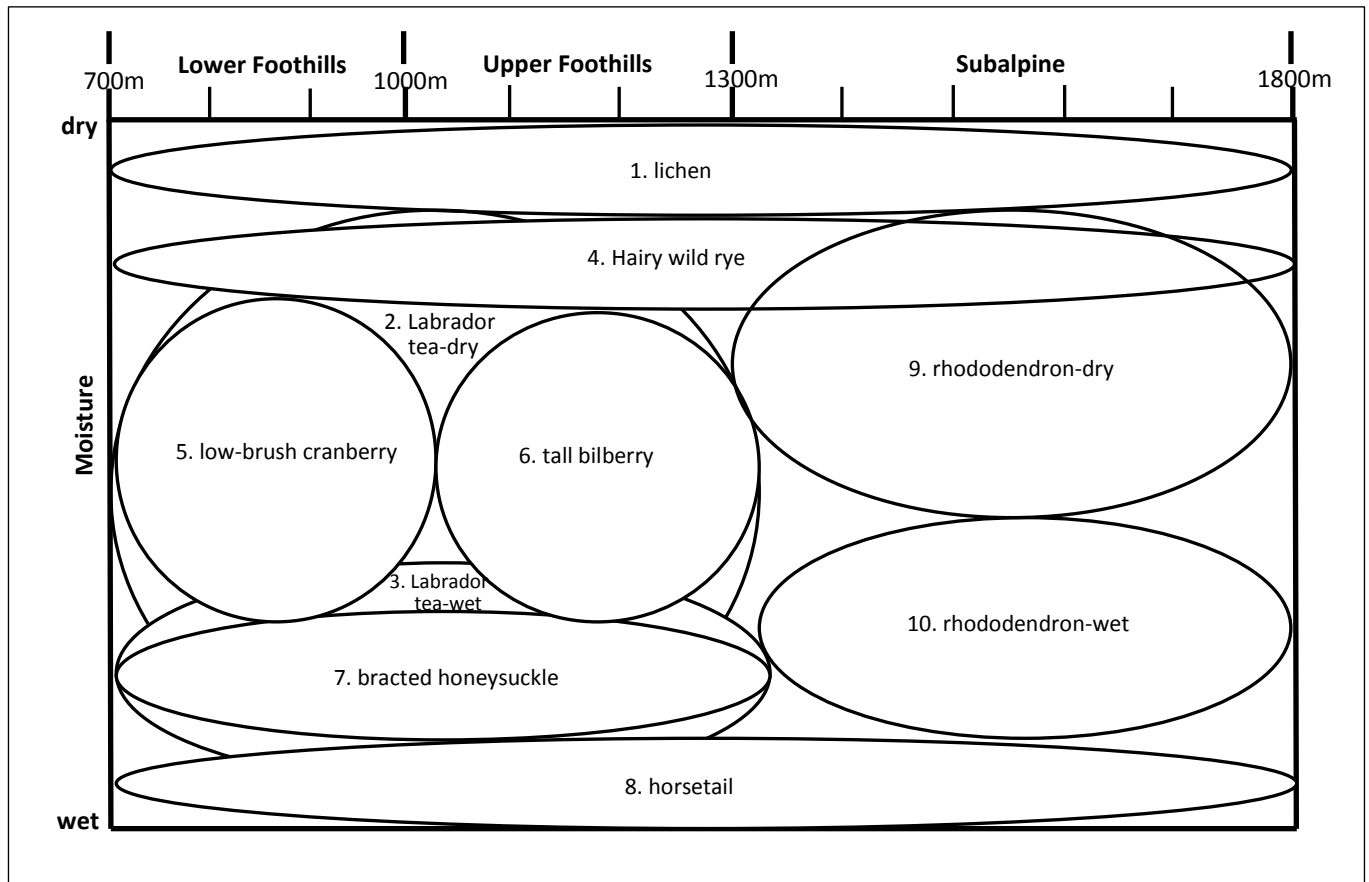 Lower Foothills
Upper Foothills
Subalpine
700m
1000m
1300m
1800m
dry
1. lichen
4. Hairy wild rye
2. Labrador
tea-dry
9. rhododendron-dry
Moisture
5. low-brush cranberry
6. tall bilberry
3. Labrador
tea-wet
10. rhododendron-wet
7. bracted honeysuckle
8. horsetail
wet